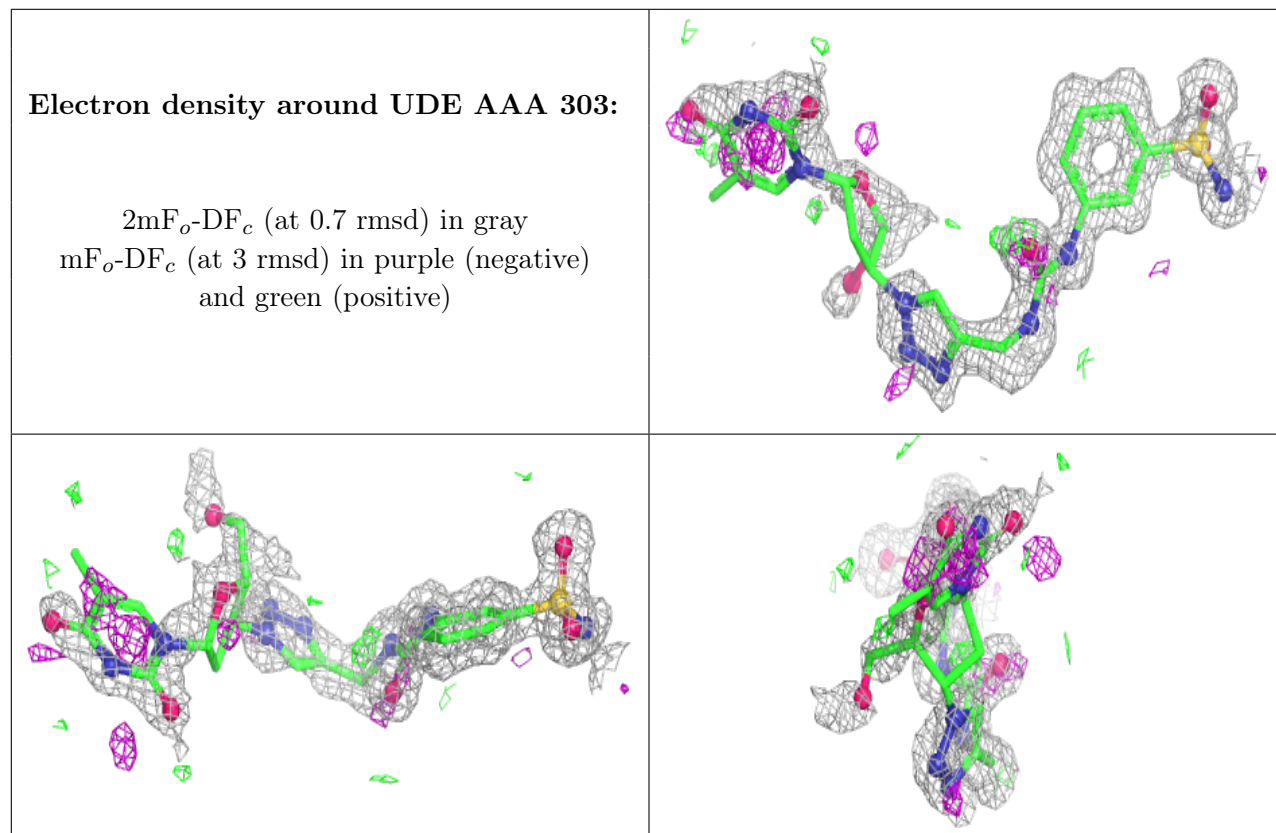 Electron density around UDE AAA 303:
2mFo-DFc (at 0.7 rmsd) in gray
mFo-DFc (at 3 rmsd) in purple (negative)
and green (positive)